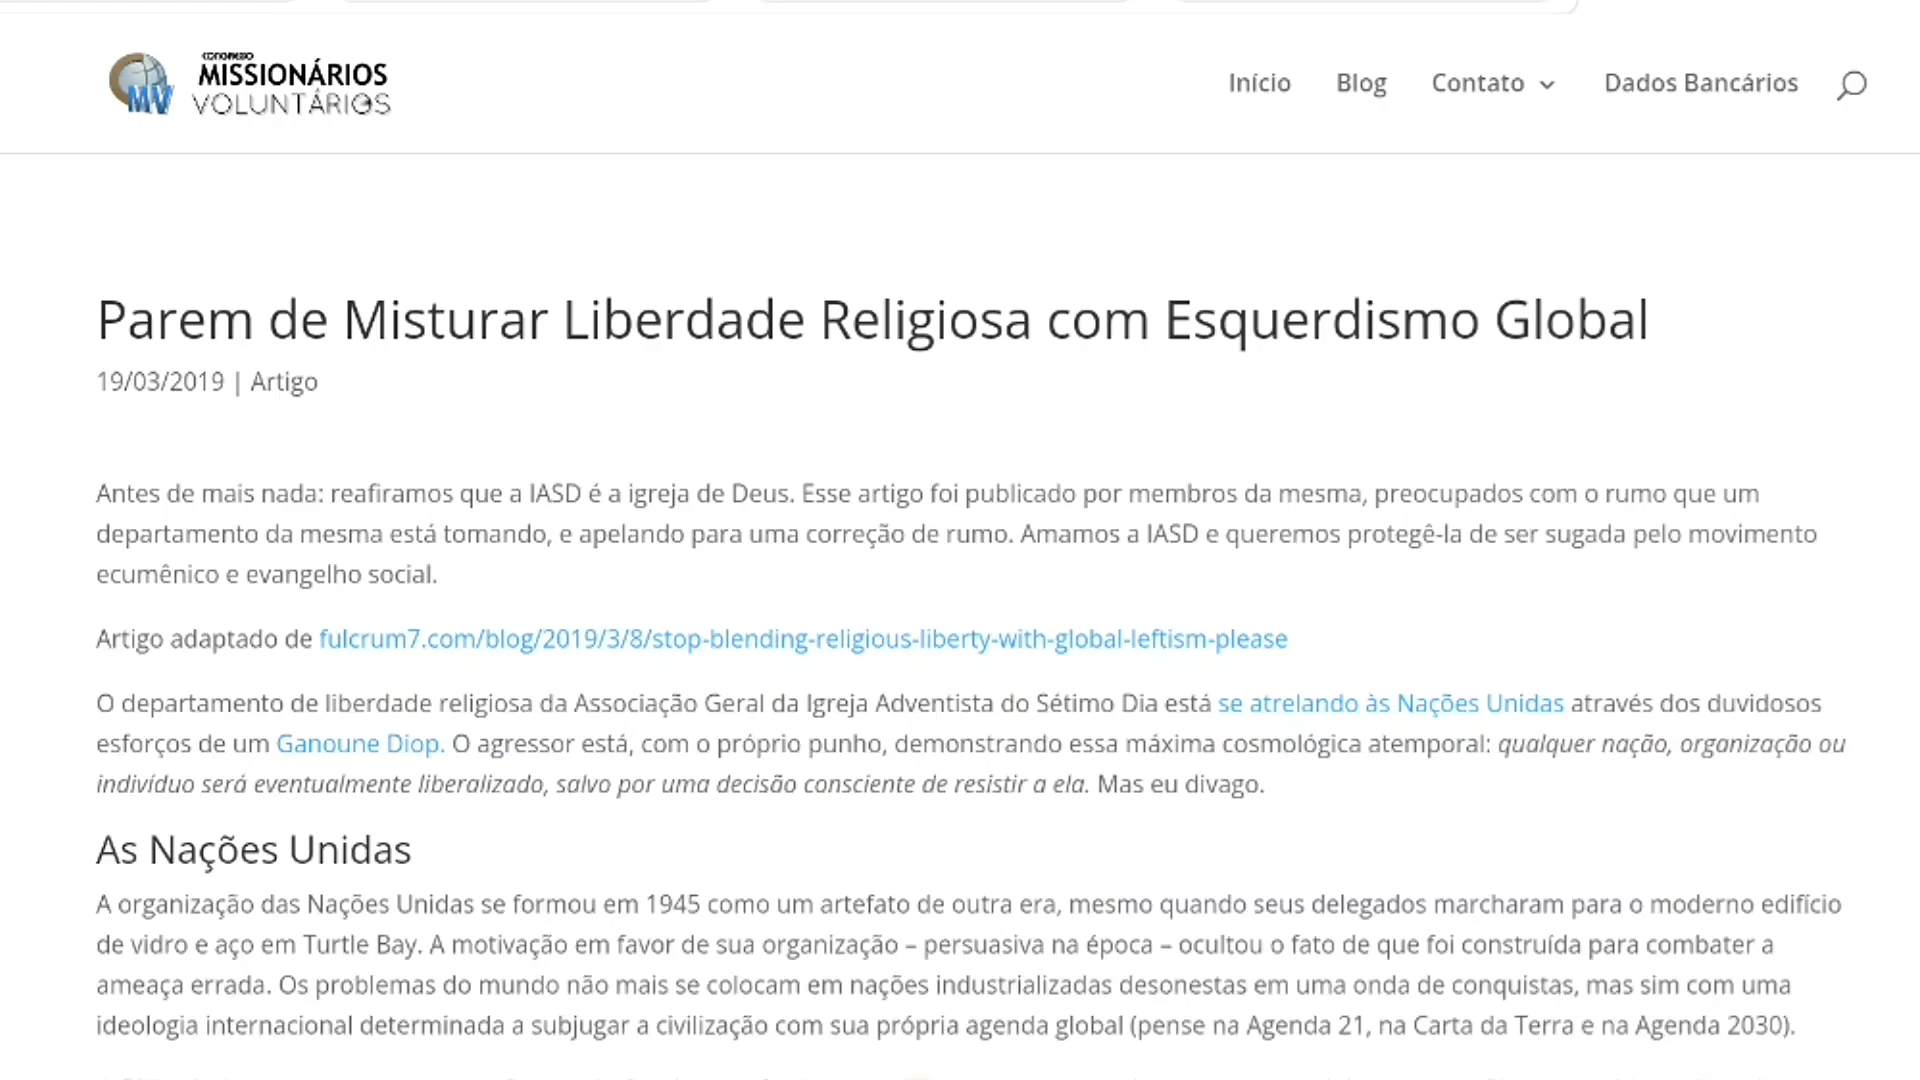 CONGRESSO
MISSIONÁRIOS
VOLUNTÁRIOS
MV
Início Blog Contato Dados Bancários
Parem de Misturar Liberdade Religiosa com Esquerdismo Global
19/03/2019 | Artigo
Antes de mais nada: reafiramos que a IASD é a igreja de Deus. Esse artigo foi publicado por membros da mesma, preocupados com o rumo que um
departamento da mesma está tomando, e apelando para uma correção de rumo. Amamos a IASD e queremos protegê-la de ser sugada pelo movimento
ecumênico e evangelho social.
Artigo adaptado de fulcrum7.com/blog/2019/3/8/stop-blending-religious-liberty-with-global-leftism-please
O departamento de liberdade religiosa da Associação Geral da Igreja Adventista do Sétimo Dia está se atrelando às Nações Unidas através dos duvidosos
esforços de um Ganoune Diop. O agressor está, com o próprio punho, demonstrando essa máxima cosmológica atemporal: qualquer nação, organização ou
indivíduo será eventualmente liberalizado, salvo por uma decisão consciente de resistir a ela. Mas eu divago.
As Nações Unidas
A organização das Nações Unidas se formou em 1945 como um artefato de outra era, mesmo quando seus delegados marcharam para o moderno edifício
de vidro e aço em Turtle Bay. A motivação em favor de sua organização – persuasiva na época – ocultou o fato de que foi construída para combater a
ameaça errada. Os problemas do mundo não mais se colocam em nações industrializadas desonestas em uma onda de conquistas, mas sim com uma
ideologia internacional determinada a subjugar a civilização com sua própria agenda global (pense na Agenda 21, na Carta da Terra e na Agenda 2030).